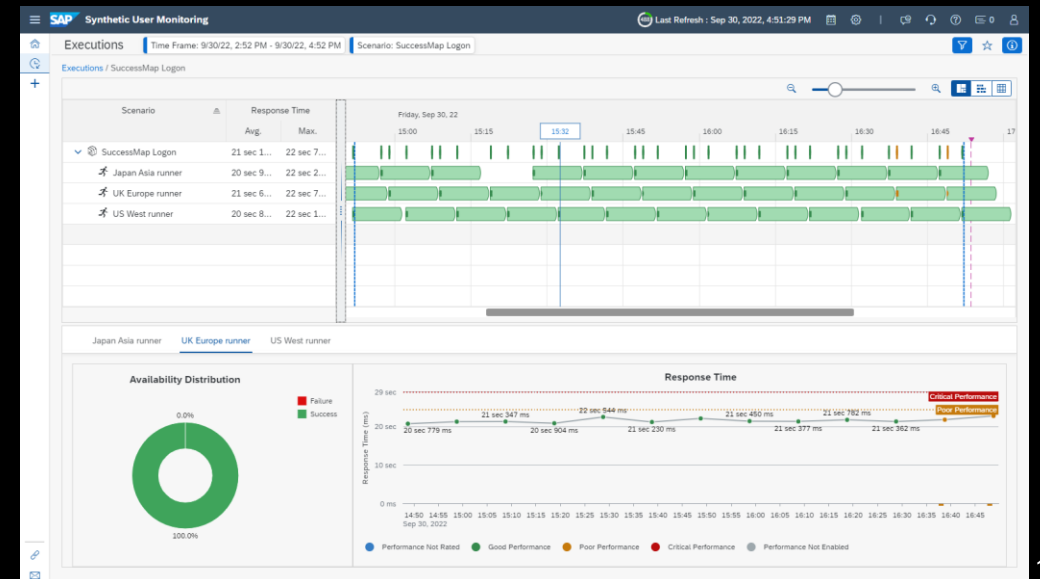 SAP Synthetic User Monitoring Last Refresh : Sep 30, 2022, 4:51:29 PM 0
Executions Time Frame: 9/30/22, 2:52 PM - 9/30/22, 4:52 PM Scenario: SuccessMap Logon
Executions / SuccessMap Logon
Scenario Response Time Friday, Sep 30, 22
Avg. Max. 15:00 15:15 15:32 15:45 16:00 16:15 16:30 16:45 17
SuccessMap Logon 21 sec 1... 22 sec 7...
Japan Asia runner 20 sec 9... 22 sec 2...
UK Europe runner 21 sec 6... 22 sec 7...
US West runner 20 sec 8... 22 sec 1...
Japan Asia runner UK Europe runner US West runner
Availability Distribution
Failure
Success
0.0%
100.0%
Response Time
Response Time (ms)
29 sec
Critical Performance
Poor Performance
20 sec
20 sec 779 ms
21 sec 347 ms
20 sec 904 ms
22 sec 544 ms
21 sec 230 ms
21 sec 450 ms
21 sec 377 ms
21 sec 782 ms
21 sec 362 ms
10 sec
0 ms
14:50 14:55 15:00 15:05 15:10 15:15 15:20 15:25 15:30 15:35 15:40 15:45 15:50 15:55 16:00 16:05 16:10 16:15 16:20 16:25 16:30 16:35 16:40 16:45
Sep 30, 2022
Performance Not Rated Good Performance Poor Performance Critical Performance Performance Not Enabled